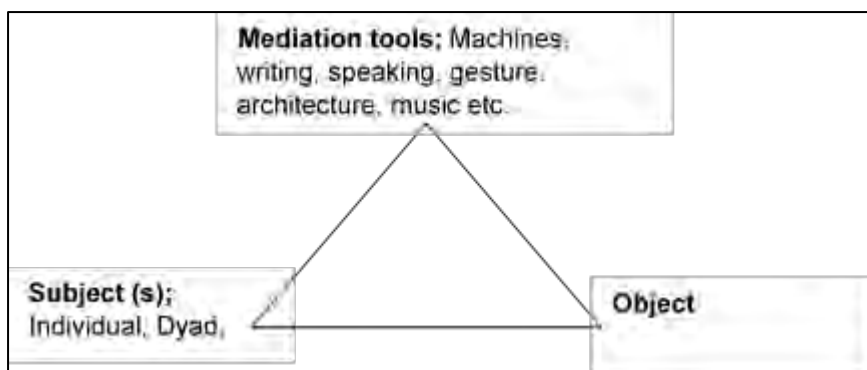 Mediation tools; Machines,
writing, speaking, gesture,
architecture, music etc.
Subject (s);
Individual, Dyad,
Object